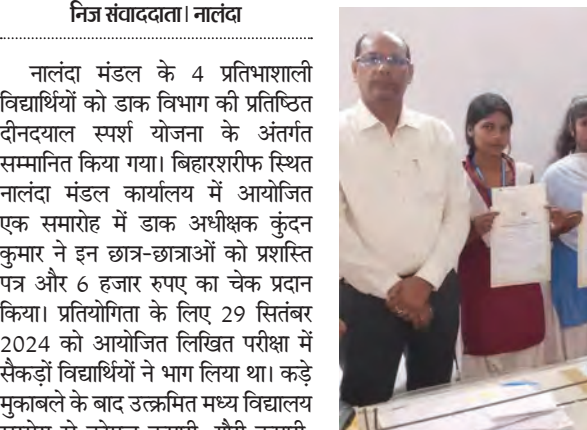 निज संवाददाता। नालंदा
नालंदा मंडल के 4 प्रतिभाशाली
विद्यार्थियों को डाक विभाग की प्रतिष्ठित
दीनदयाल स्पर्श योजना के अंतर्गत
सम्मानित किया गया। बिहारशरीफ स्थित
नालंदा मंडल कार्यालय में आयोजित
एक समारोह में डाक अधीक्षक कुंदन
कुमार ने इन छात्र-छात्राओं को प्रशस्ति
पत्र और 6 हजार रुपए का चेक प्रदान
किया। प्रतियोगिता के लिए 29 सितंबर
2024 को आयोजित लिखित परीक्षा में
सैकड़ों विद्यार्थियों ने भाग लिया था। कड़े
मुकाबले के बाद उत्क्रमित मध्य विद्यालय